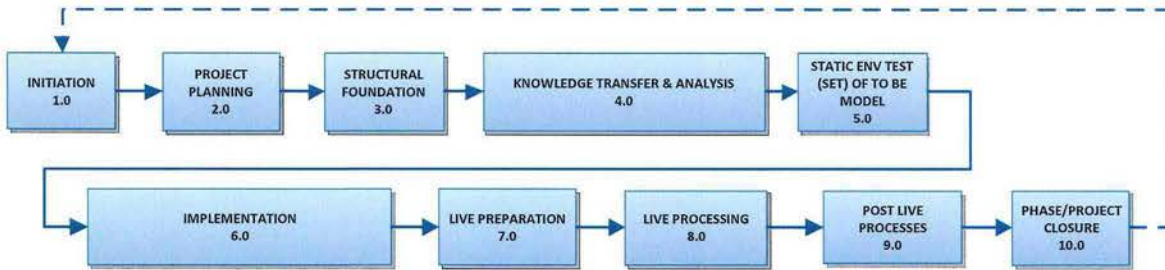 INITIATION
1.0
PROJECT
PLANNING
2.0
STRUCTURAL
FOUNDATION
3.0
KNOWLEDGE TRANSFER & ANALYSIS
4.0
STATIC ENV TEST
(SET) OF TO BE
MODEL
5.0
IMPLEMENTATION
6.0
LIVE PREPARATION
7.0
LIVE PROCESSING
8.0
POST LIVE
PROCESSES
9.0
PHASE/PROJECT
CLOSURE
10.0